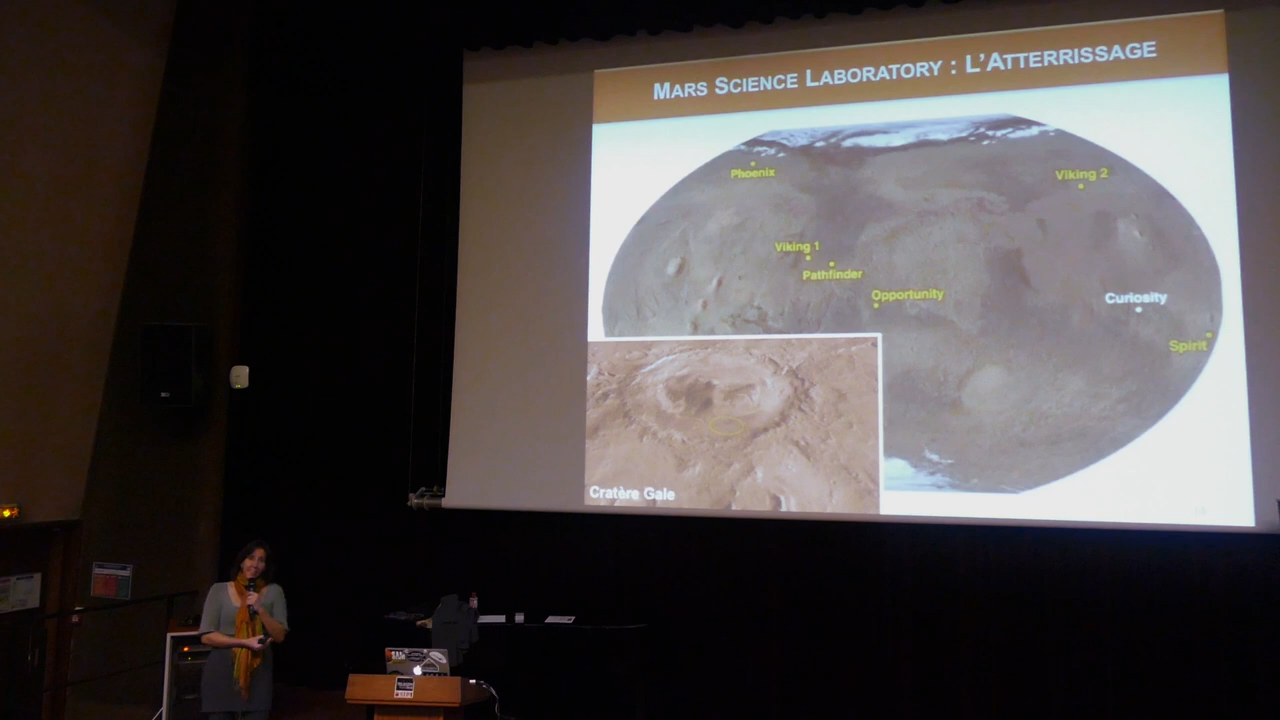 MARS SCIENCE LABORATORY : L'ATTERRISSAGE
Phoenix
Viking 2
Viking 1
Pathfinder
Opportunity
Curiosity
Spirit
Cratère Gale